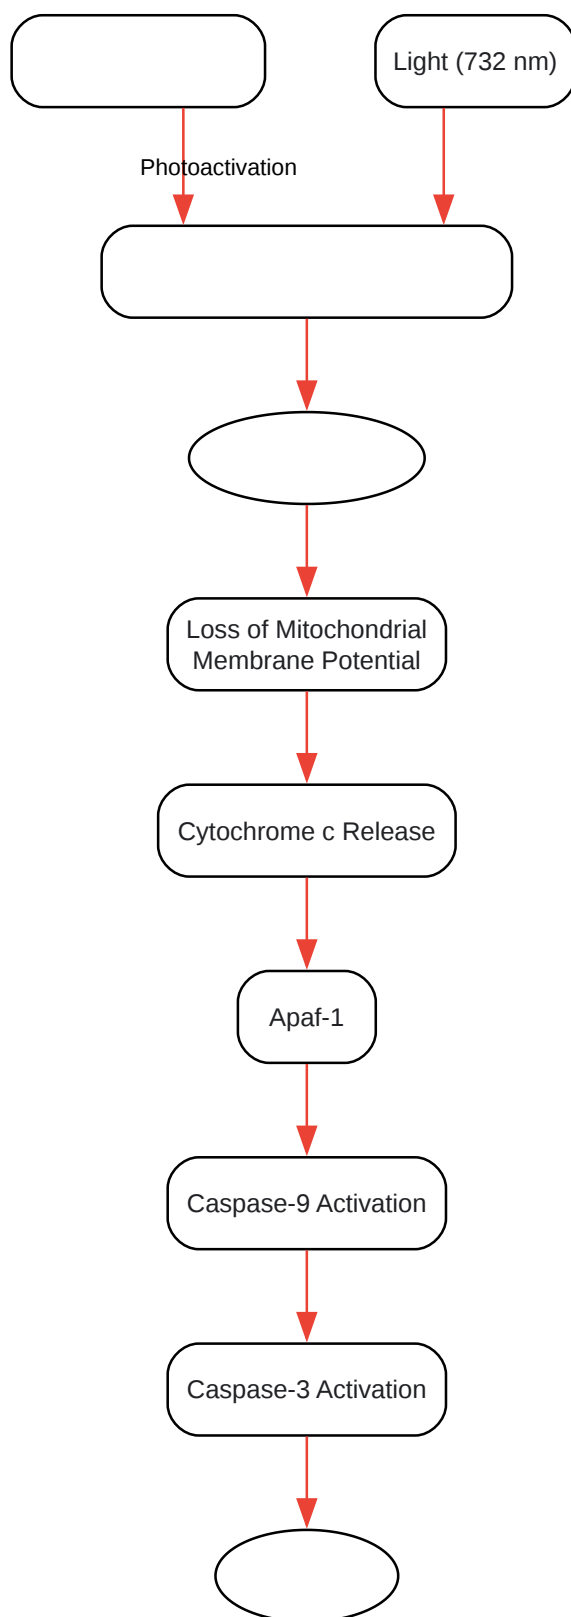 Light (732 nm)
Photoactivation
Loss of Mitochondrial
Membrane Potential
Cytochrome c Release
Apaf-1
Caspase-9 Activation
Caspase-3 Activation